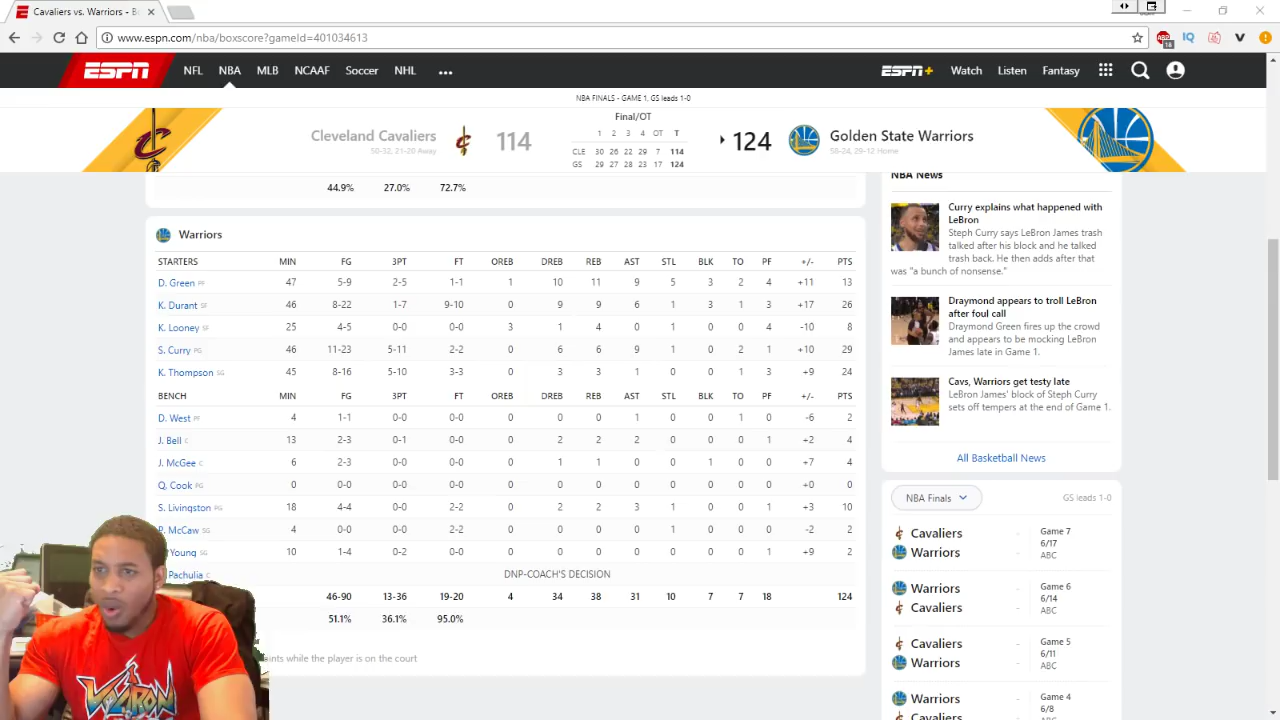 Cavaliers vs. Warriors - B
www.espn.com/nba/boxscore?gameId=401034613
ESPN NFL NBA MLB NCAAF Soccer NHL ... ESPN+ Watch Listen Fantasy
NBA FINALS - GAME 1, GS leads 1-0
Final/OT
1 2 3 4 OT T
CLE 30 26 22 29 7 114
GS 29 27 28 23 17 124
Cleveland Cavaliers 114
50-32, 21-20 Away
124 Golden State Warriors
58-24, 29-12 Home
44.9% 27.0% 72.7%
Warriors
STARTERS MIN FG 3PT FT OREB DREB REB AST STL BLK TO PF +/- PTS
D. Green PF 47 5-9 2-5 1-1 1 10 11 9 5 3 2 4 +11 13
K. Durant SF 46 8-22 1-7 9-10 0 9 9 6 1 3 1 3 +17 26
K. Looney SF 25 4-5 0-0 0-0 3 1 4 0 1 0 0 4 -10 8
S. Curry PG 46 11-23 5-11 2-2 0 6 6 9 1 0 2 1 +10 29
K. Thompson SG 45 8-16 5-10 3-3 0 3 3 1 0 0 1 3 +9 24
BENCH MIN FG 3PT FT OREB DREB REB AST STL BLK TO PF +/- PTS
D. West PF 4 1-1 0-0 0-0 0 0 0 1 0 0 1 0 -6 2
J. Bell C 13 2-3 0-1 0-0 0 2 2 2 0 0 0 1 +2 4
J. McGee C 6 2-3 0-0 0-0 0 1 1 0 0 1 0 0 +7 4
Q. Cook PG 0 0-0 0-0 0-0 0 0 0 0 0 0 0 0 +0 0
S. Livingston PG 18 4-4 0-0 2-2 0 2 2 3 1 0 0 1 +3 10
P. McCaw SG 4 0-0 0-0 2-2 0 0 0 0 1 0 0 0 -2 2
Young SG 10 1-4 0-2 0-0 0 0 0 0 0 0 0 1 +9 2
Pachulia C DNP-COACH'S DECISION
46-90 13-36 19-20 4 34 38 31 10 7 7 18 124
51.1% 36.1% 95.0%
ints while the player is on the court
NBA News
Curry explains what happened with
LeBron
Steph Curry says LeBron James trash
talked after his block and he talked
trash back. He then adds after that
was "a bunch of nonsense."
Draymond appears to troll LeBron
after foul call
Draymond Green fires up the crowd
and appears to be mocking LeBron
James late in Game 1.
Cavs, Warriors get testy late
LeBron James' block of Steph Curry
sets off tempers at the end of Game 1.
All Basketball News
NBA Finals GS leads 1-0
Cavaliers - Game 7
6/17
Warriors - ABC
Warriors - Game 6
6/14
Cavaliers - ABC
Cavaliers - Game 5
6/11
Warriors - ABC
Warriors - Game 4
6/8
Cavaliers - ABC